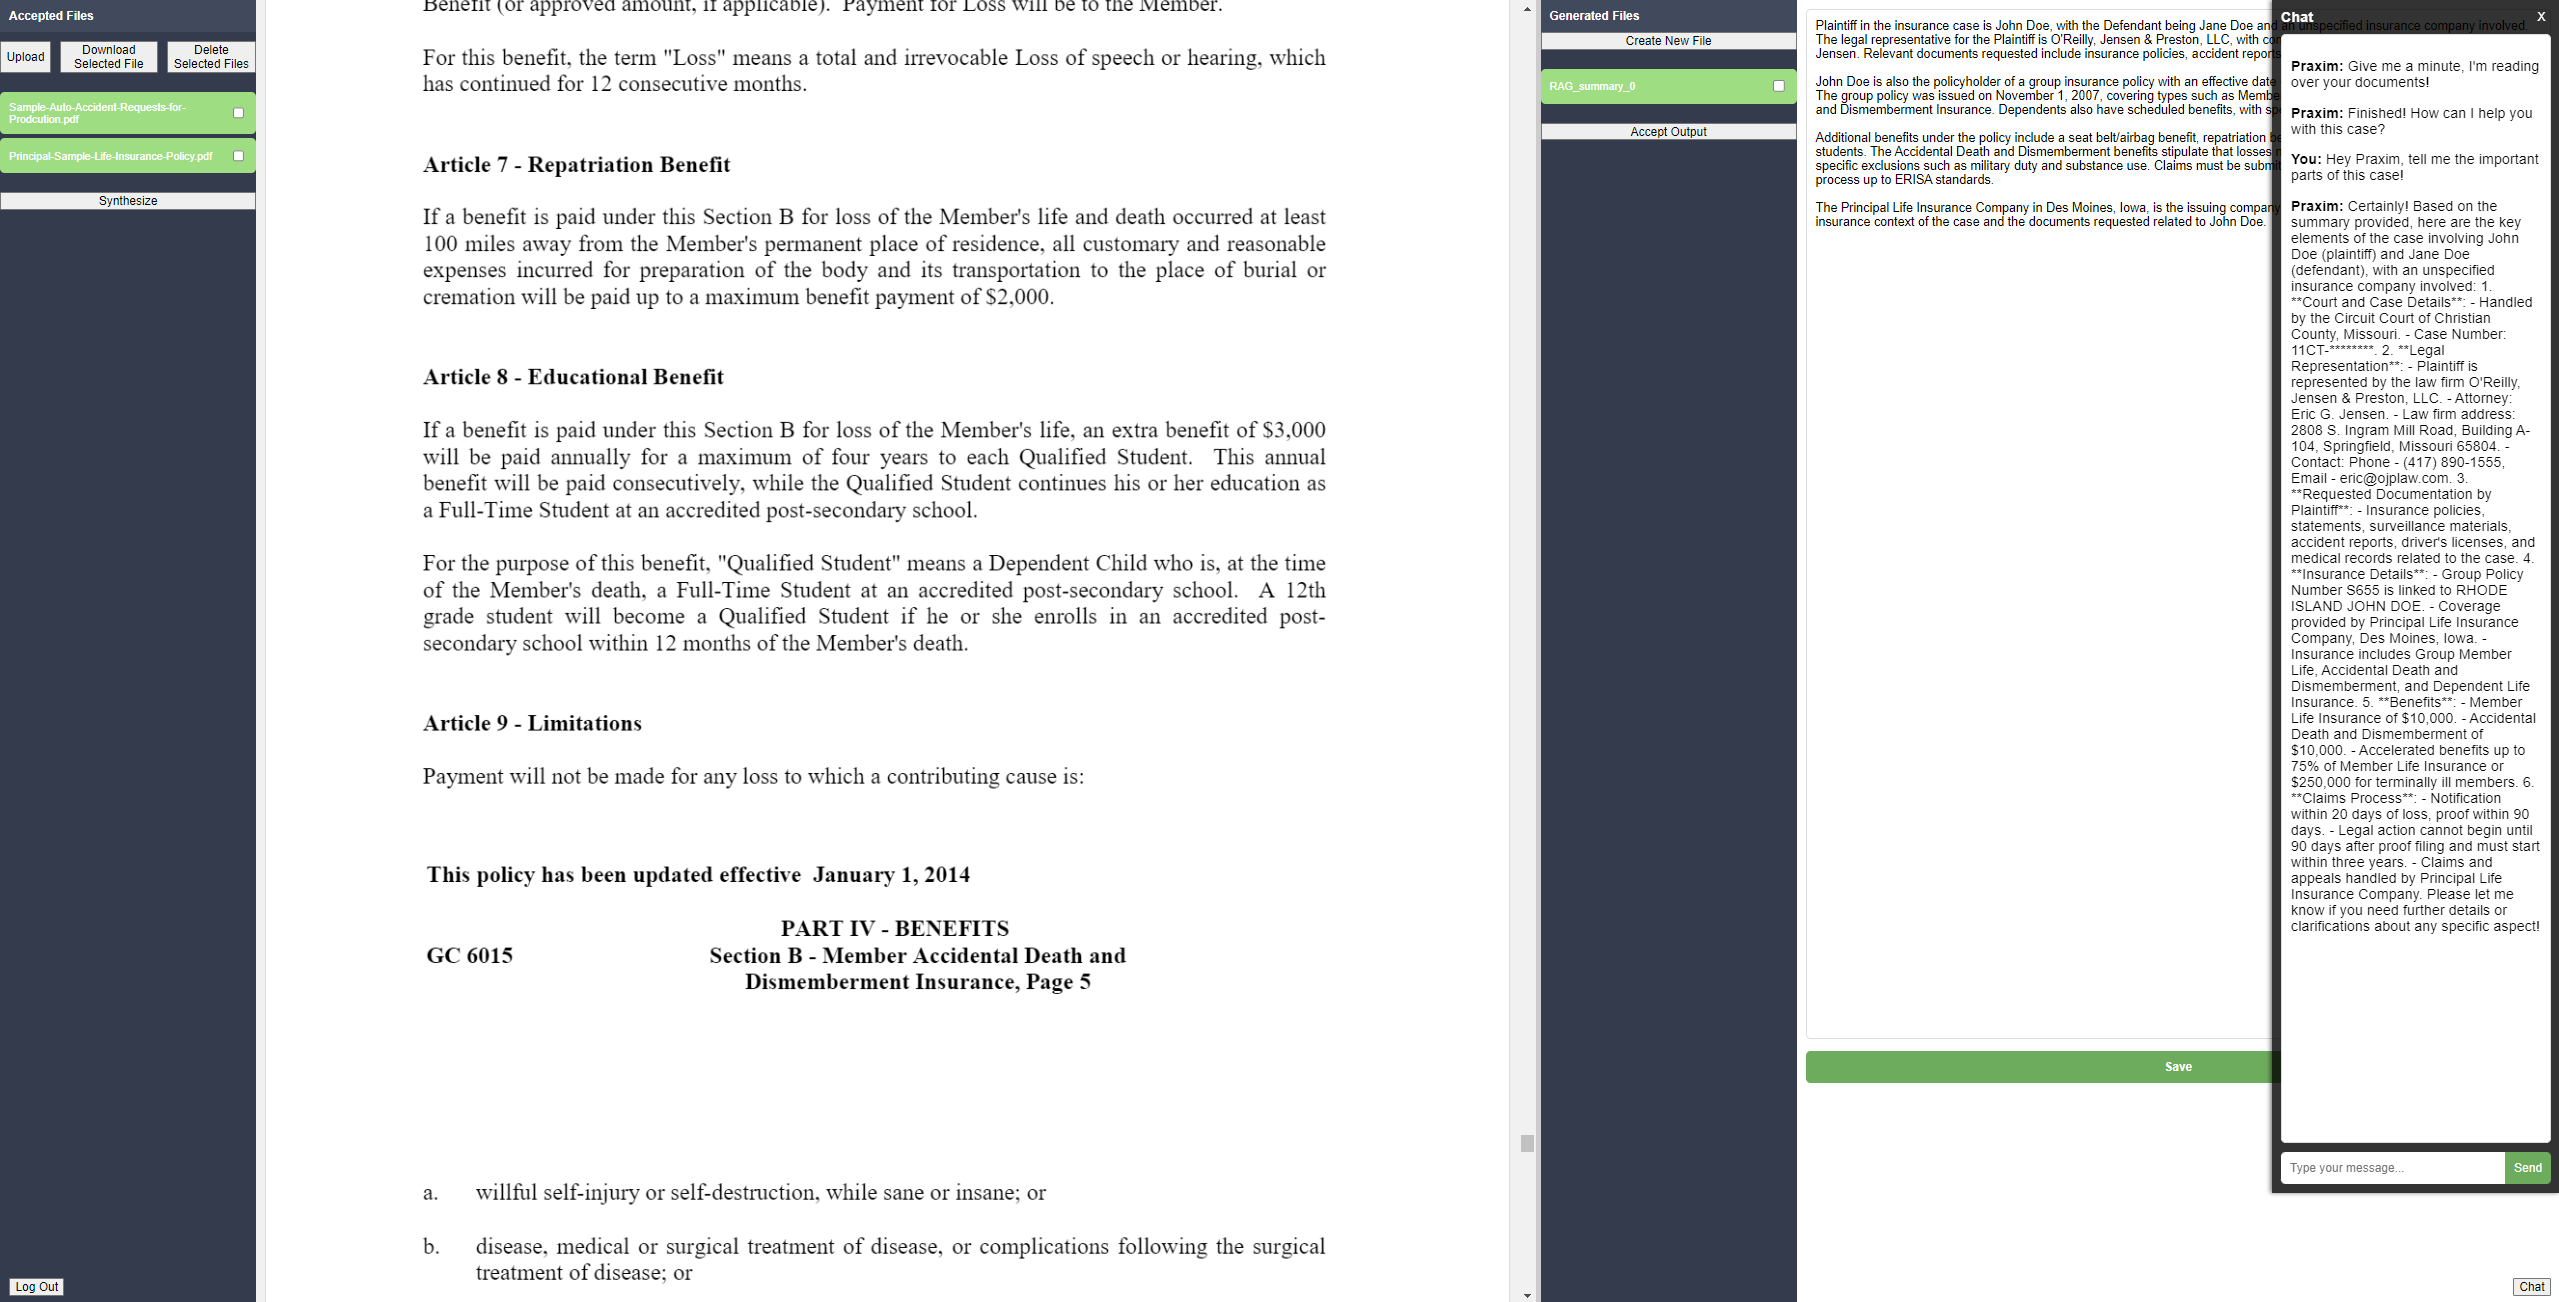 Accepted Files
Upload
Download
Selected File
Delete
Selected Files
Sample-Auto-Accident-Requests-for-
Prodcution.pdf
Principal-Sample-Life-Insurance-Policy.pdf
Synthesize
Log Out
Benefit (or approved amount, if applicable). Payment for Loss will be to the Member.
For this benefit, the term "Loss" means a total and irrevocable Loss of speech or hearing, which
has continued for 12 consecutive months.
Article 7 - Repatriation Benefit
If a benefit is paid under this Section B for loss of the Member's life and death occurred at least
100 miles away from the Member's permanent place of residence, all customary and reasonable
expenses incurred for preparation of the body and its transportation to the place of burial or
cremation will be paid up to a maximum benefit payment of $2,000.
Article 8 - Educational Benefit
If a benefit is paid under this Section B for loss of the Member's life, an extra benefit of $3,000
will be paid annually for a maximum of four years to each Qualified Student. This annual
benefit will be paid consecutively, while the Qualified Student continues his or her education as
a Full-Time Student at an accredited post-secondary school.
For the purpose of this benefit, "Qualified Student" means a Dependent Child who is, at the time
of the Member's death, a Full-Time Student at an accredited post-secondary school. A 12th
grade student will become a Qualified Student if he or she enrolls in an accredited post-
secondary school within 12 months of the Member's death.
Article 9 - Limitations
Payment will not be made for any loss to which a contributing cause is:
This policy has been updated effective January 1, 2014
PART IV - BENEFITS
GC 6015 Section B - Member Accidental Death and
Dismemberment Insurance, Page 5
a. willful self-injury or self-destruction, while sane or insane; or
b. disease, medical or surgical treatment of disease, or complications following the surgical
treatment of disease; or
Generated Files
Create New File
RAG_summary_0
Accept Output
Plaintiff in the insurance case is John Doe, with the Defendant being Jane Doe and an unspecified insurance company involved.
The legal representative for the Plaintiff is O'Reilly, Jensen & Preston, LLC, with
Jensen. Relevant documents requested include insurance policies, accident reports
John Doe is also the policyholder of a group insurance policy with an effective date
The group policy was issued on November 1, 2007, covering types such as
and Dismemberment Insurance. Dependents also have scheduled benefits, with
Additional benefits under the policy include a seat belt/airbag benefit, repatriation
students. The Accidental Death and Dismemberment benefits stipulate that losses
specific exclusions such as military duty and substance use. Claims must be
process up to ERISA standards.
The Principal Life Insurance Company in Des Moines, Iowa, is the issuing company
insurance context of the case and the documents requested related to John Doe.
Save
Chat
X
Praxim: Give me a minute, I'm reading
over your documents!
Praxim: Finished! How can I help you
with this case?
You: Hey Praxim, tell me the important
parts of this case!
Praxim: Certainly! Based on the
summary provided, here are the key
elements of the case involving John
Doe (plaintiff) and Jane Doe
(defendant), with an unspecified
insurance company involved: 1.
**Court and Case Details**: - Handled
by the Circuit Court of Christian
County, Missouri. - Case Number:
11CT-********. 2. **Legal
Representation**: - Plaintiff is
represented by the law firm O'Reilly,
Jensen & Preston, LLC. - Attorney:
Eric G. Jensen. - Law firm address:
2808 S. Ingram Mill Road, Building A-
104, Springfield, Missouri 65804. -
Contact: Phone - (417) 890-1555,
Email - eric@ojplaw.com. 3.
**Requested Documentation by
Plaintiff**: - Insurance policies,
statements, surveillance materials,
accident reports, driver's licenses, and
medical records related to the case. 4.
**Insurance Details**: - Group Policy
Number S655 is linked to RHODE
ISLAND JOHN DOE. - Coverage
provided by Principal Life Insurance
Company, Des Moines, Iowa. -
Insurance includes Group Member
Life, Accidental Death and
Dismemberment, and Dependent Life
Insurance. 5. **Benefits**: - Member
Life Insurance of $10,000. - Accidental
Death and Dismemberment of
$10,000. - Accelerated benefits up to
75% of Member Life Insurance or
$250,000 for terminally ill members. 6.
**Claims Process**: - Notification
within 20 days of loss, proof within 90
days. - Legal action cannot begin until
90 days after proof filing and must start
within three years. - Claims and
appeals handled by Principal Life
Insurance Company. Please let me
know if you need further details or
clarifications about any specific aspect!
Type your message...
Send
Chat